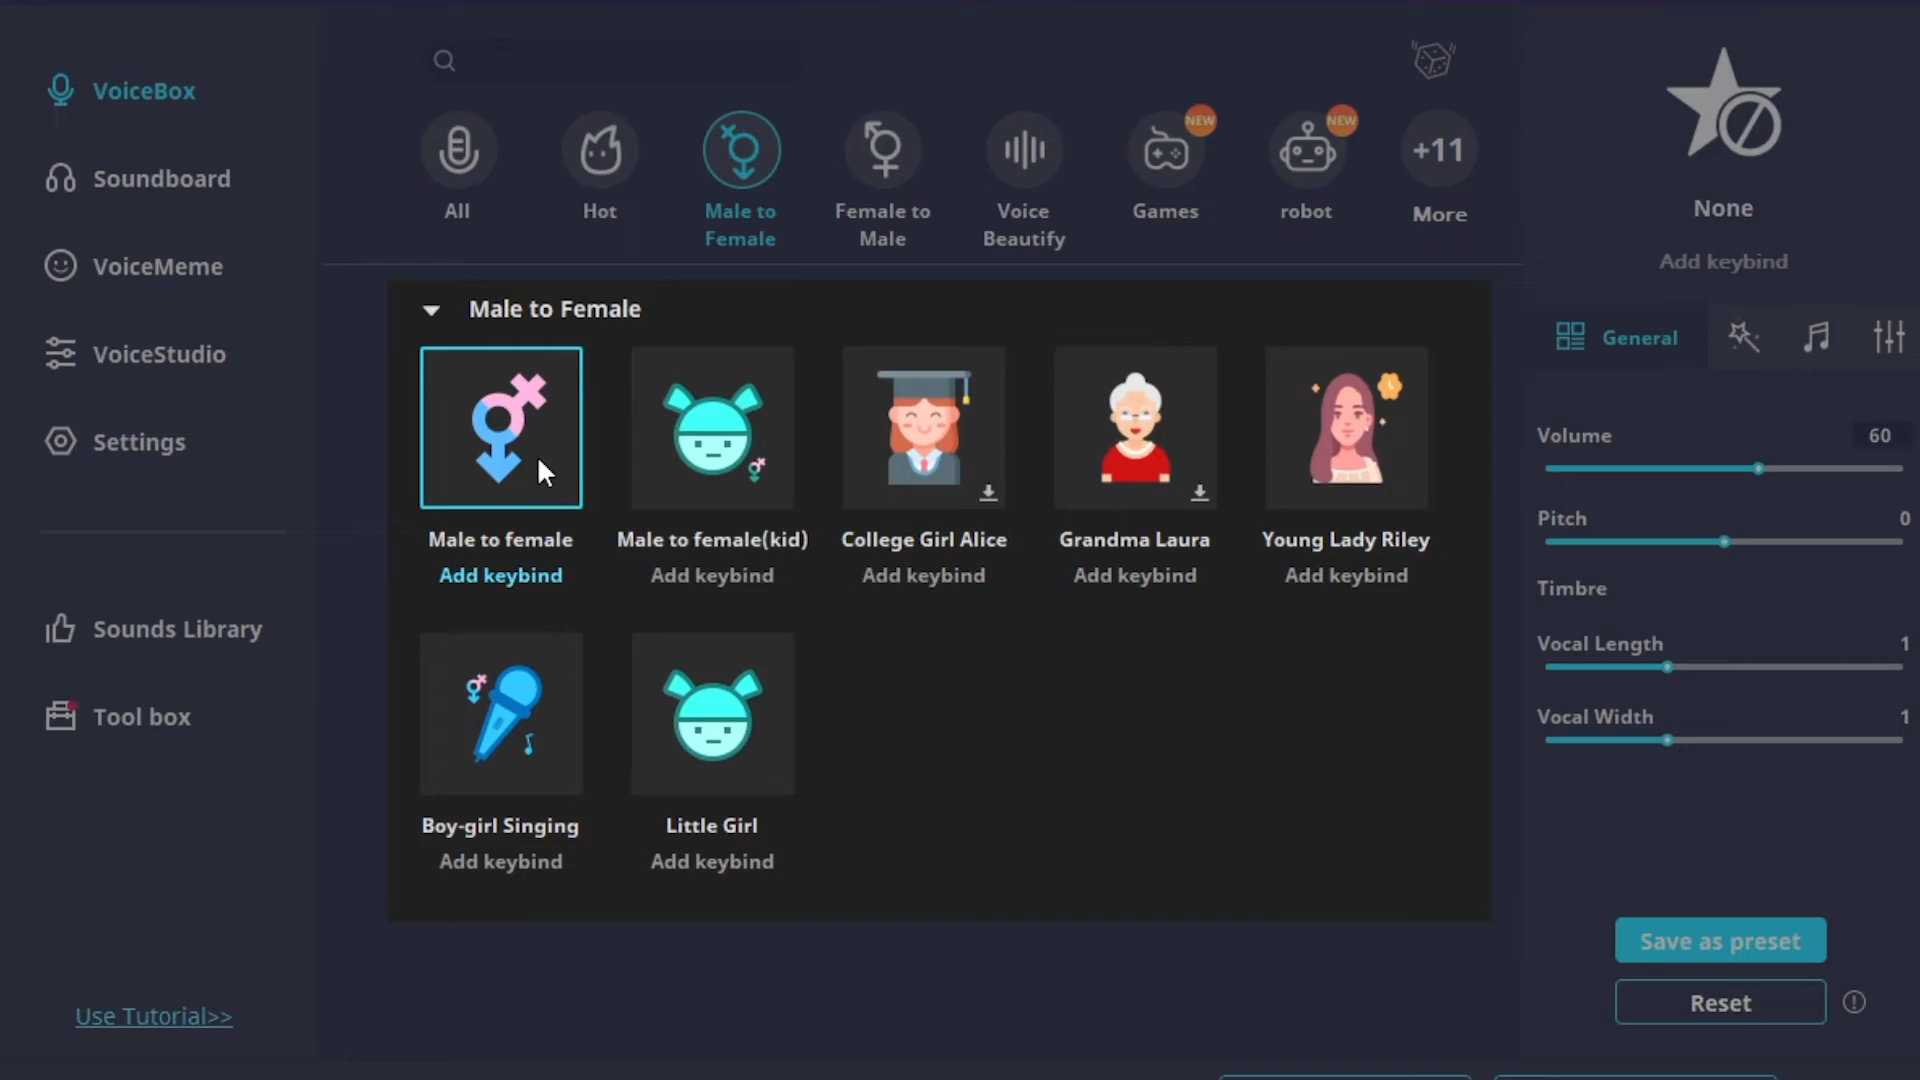 VoiceBox
Soundboard
VoiceMeme
VoiceStudio
Settings
Sounds Library
Tool box
Use Tutorial>>
All
Hot
Male to
Female
Female to
Male
Voice
Beautify
NEW
Games
NEW
robot
+11
More
Male to Female
Male to female
Add keybind
Male to female(kid)
Add keybind
College Girl Alice
Add keybind
Grandma Laura
Add keybind
Young Lady Riley
Add keybind
Boy-girl Singing
Add keybind
Little Girl
Add keybind
None
Add keybind
General
Volume 60
Pitch 0
Timbre
Vocal Length 1
Vocal Width 1
Save as preset
Reset